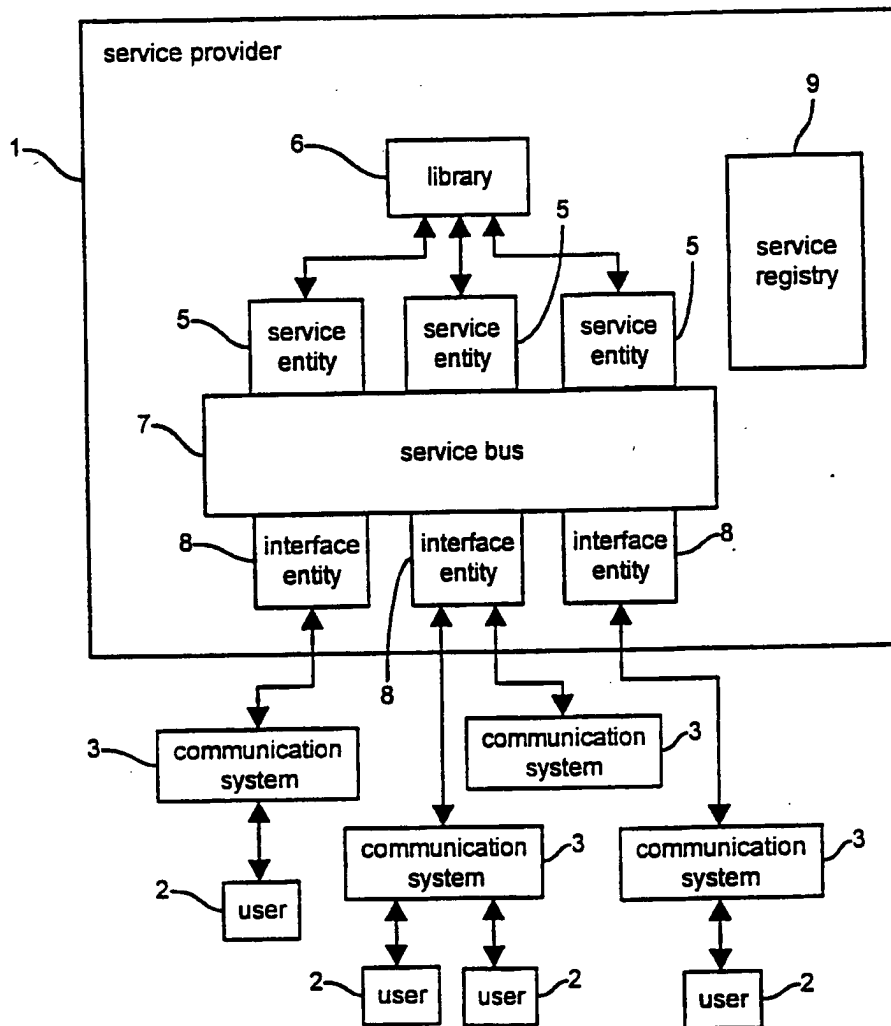 service provider
9
1
6
library
5
5
service
registry
5
service
entity
service
entity
service
entity
7
service bus
8
interface
entity
interface
entity
interface
entity
8
8
3
communication
system
communication
system
3
communication
system
3
communication
system
3
2
user
2
user
user
2
user
2